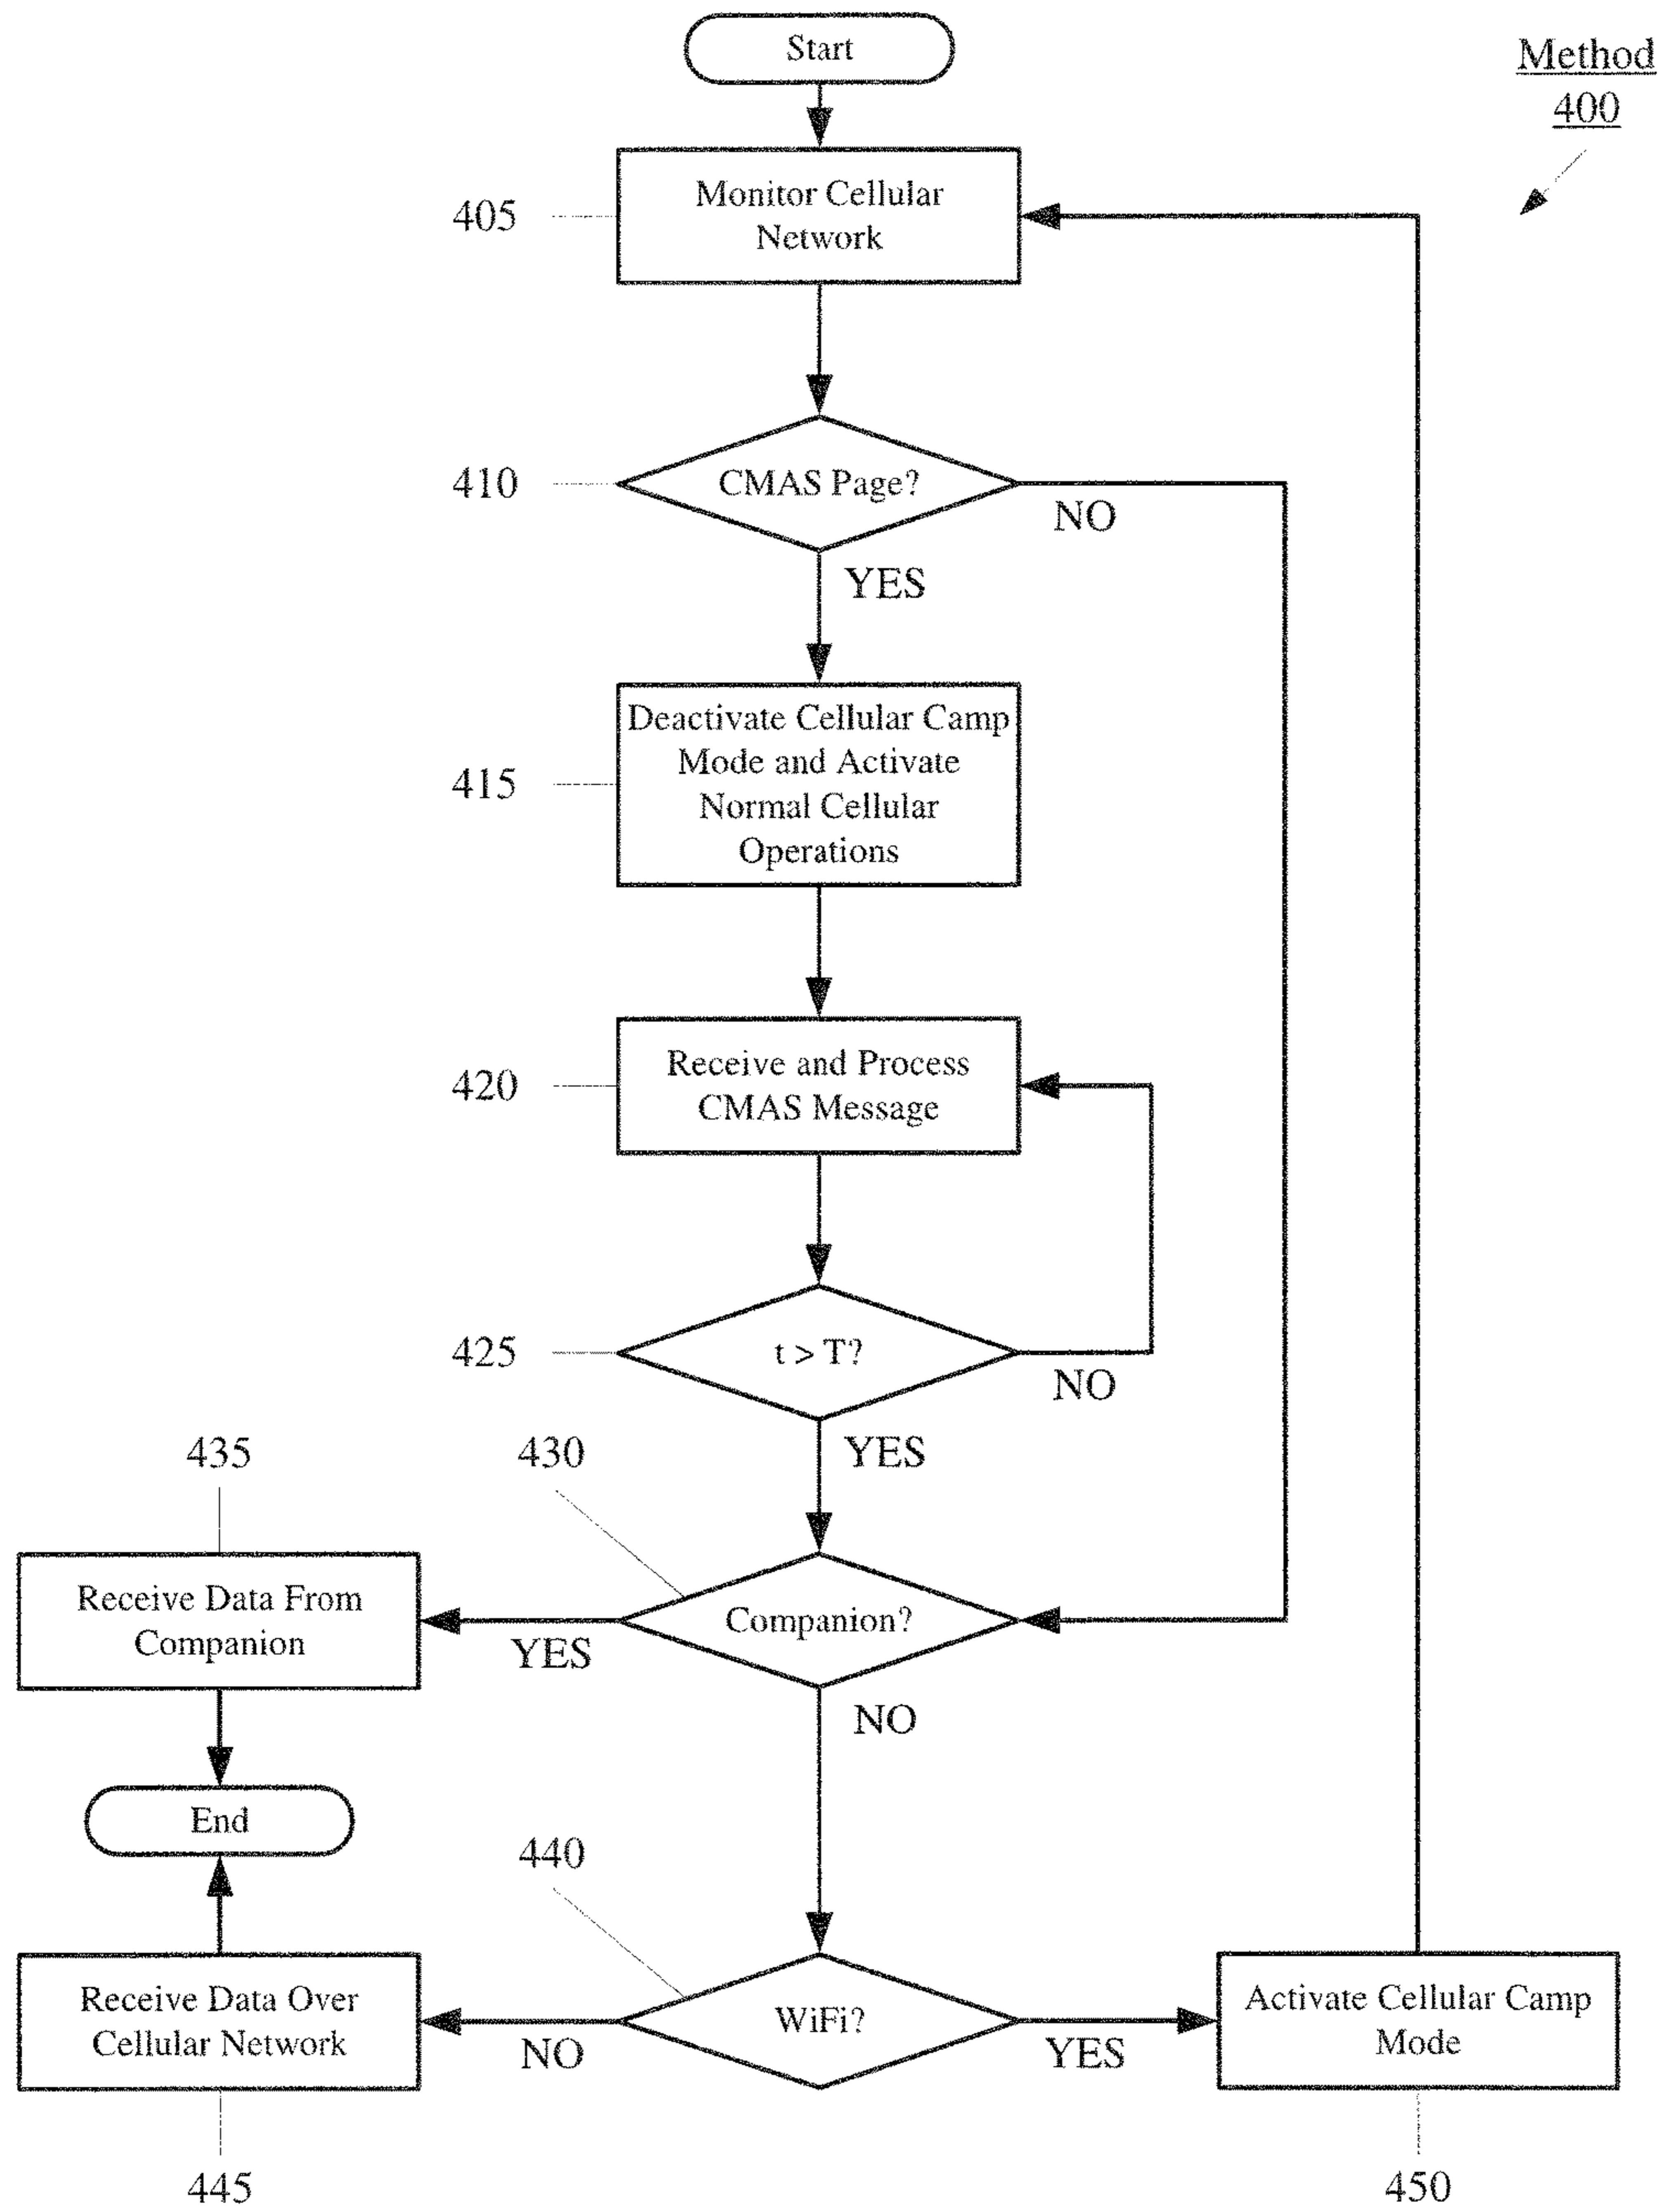 Start
Method
400
405
Monitor Cellular
Network
410
CMAS Page?
NO
YES
415
Deactivate Cellular Camp
Mode and Activate
Normal Cellular
Operations
420
Receive and Process
CMAS Message
425
t > T?
NO
YES
435
430
Receive Data From
Companion
YES
Companion?
NO
End
440
Receive Data Over
Cellular Network
NO
WiFi?
YES
Activate Cellular Camp
Mode
445
450